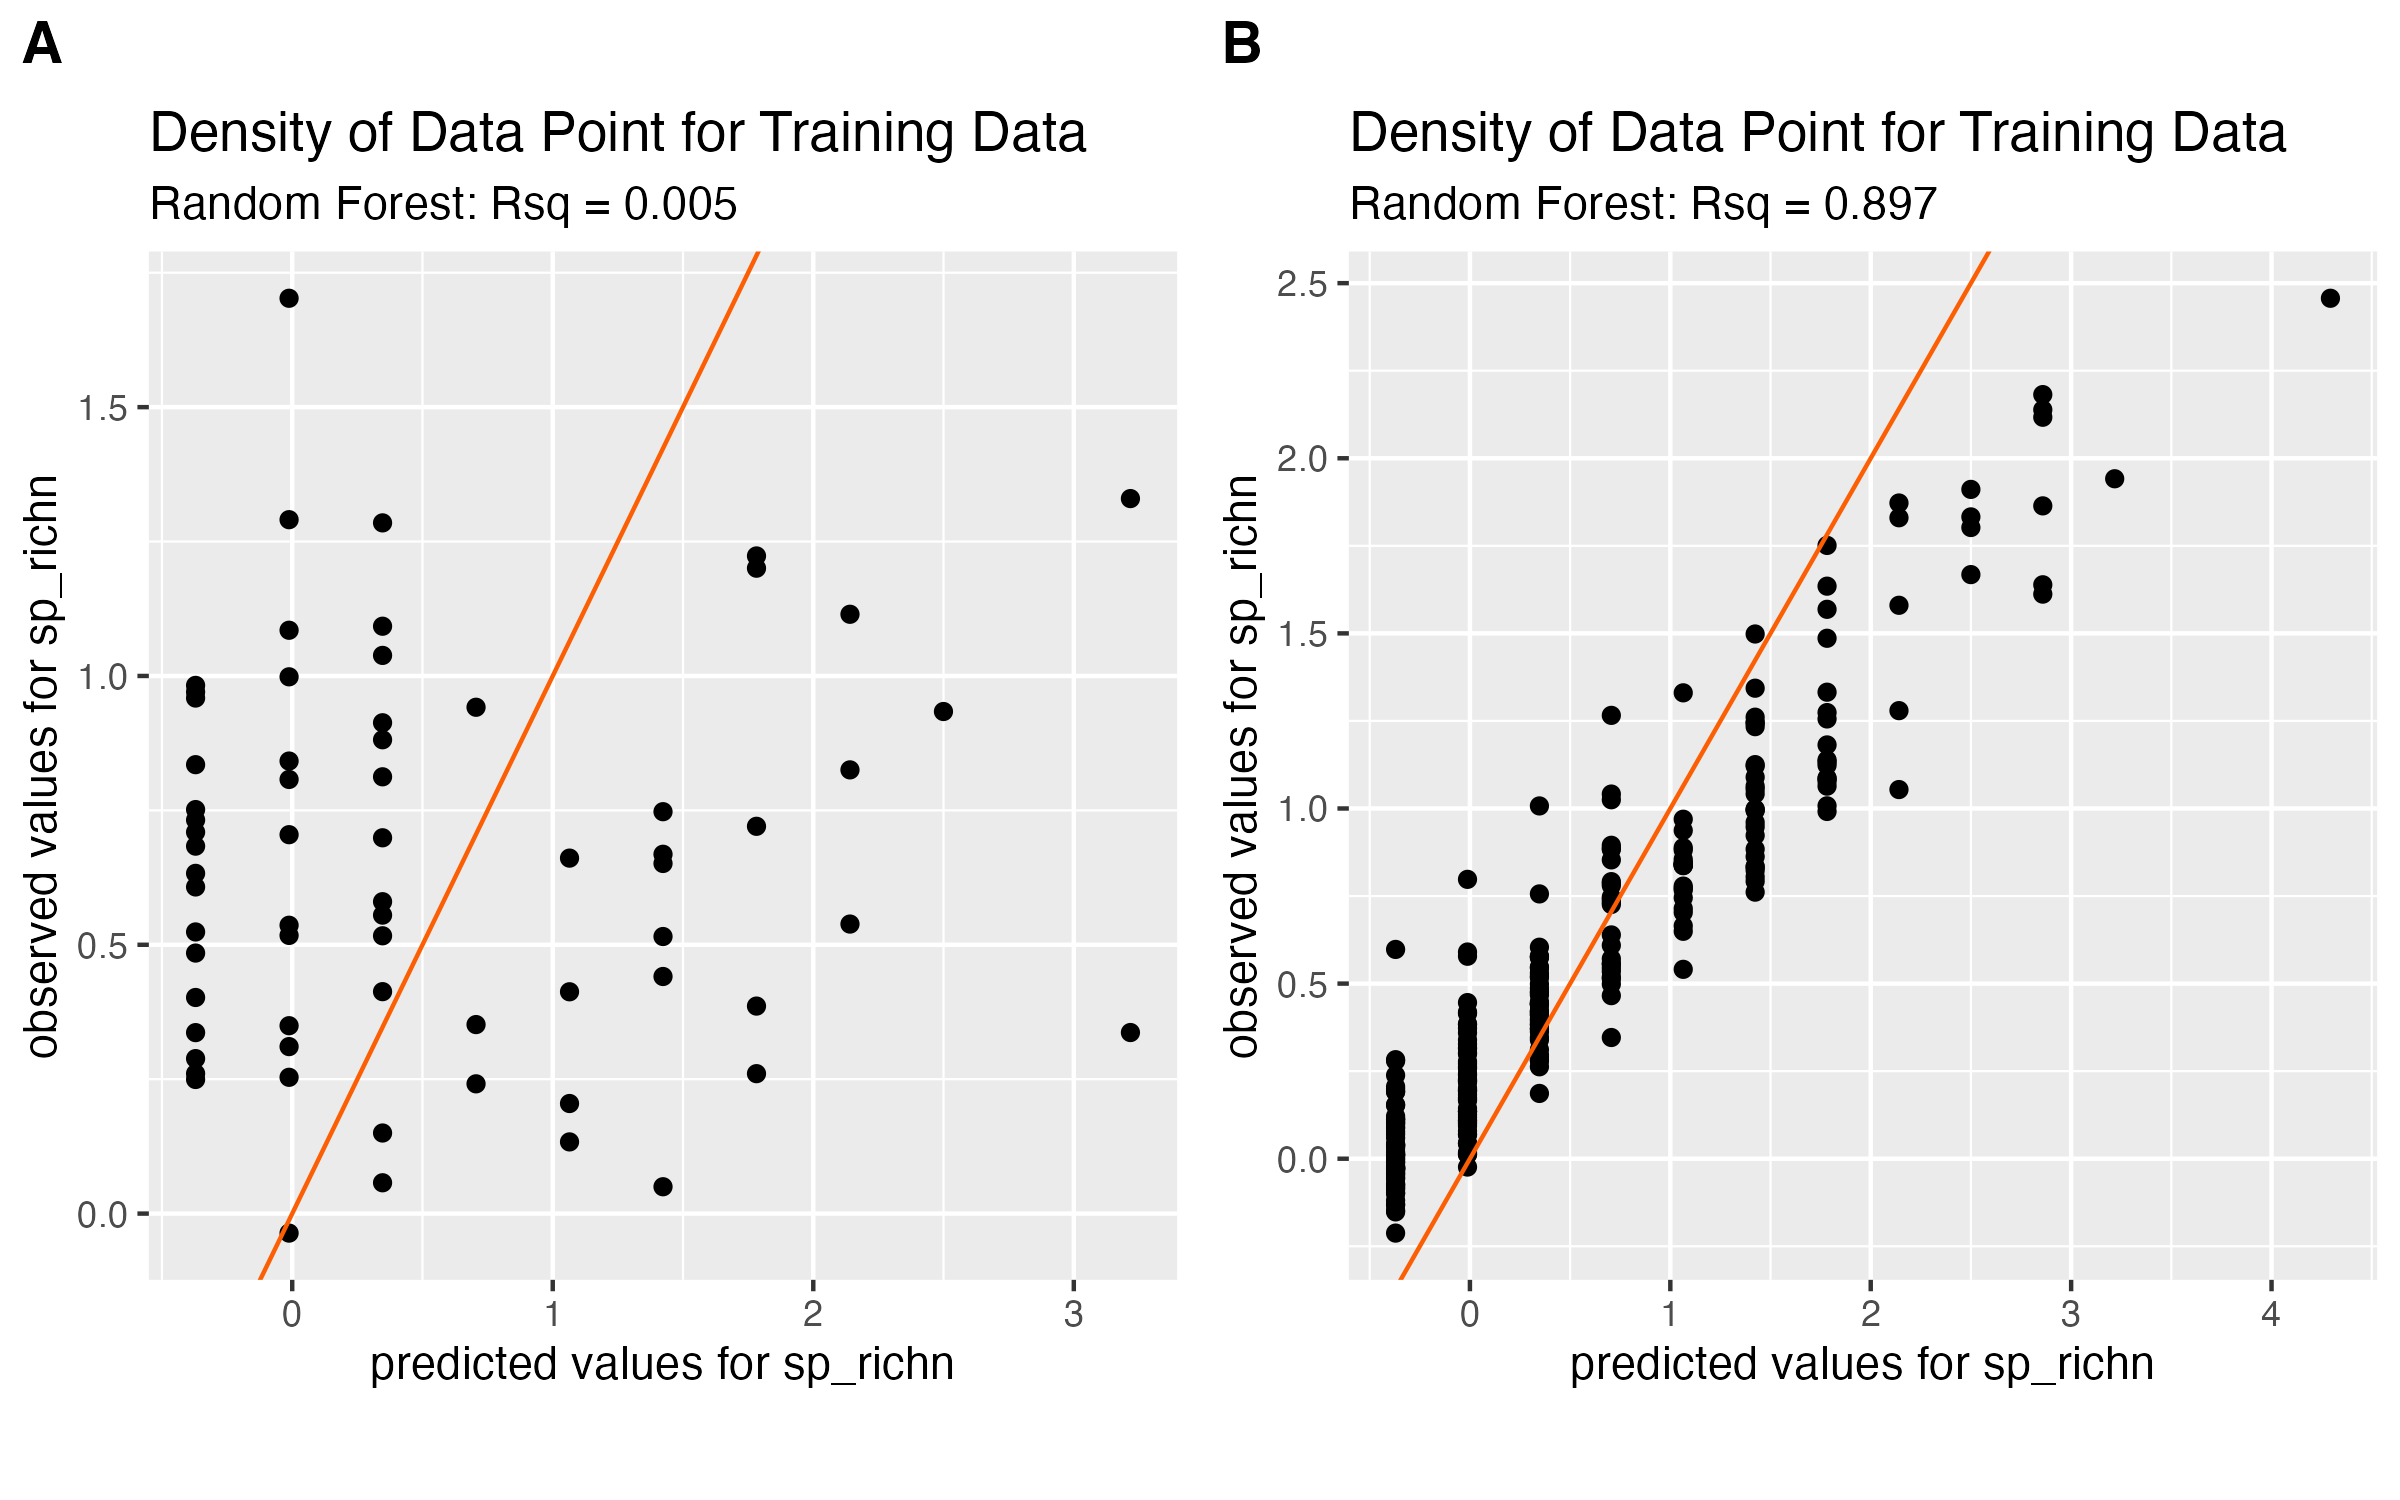 A
Density of Data Point for Training Data
Random Forest: Rsq = 0.005
observed values for sp_richn
1.5
1.0
0.5
0.0
0 1 2 3
predicted values for sp_richn
B
Density of Data Point for Training Data
Random Forest: Rsq = 0.897
observed values for sp_richn
2.5
2.0
1.5
1.0
0.5
0.0
0 1 2 3 4
predicted values for sp_richn